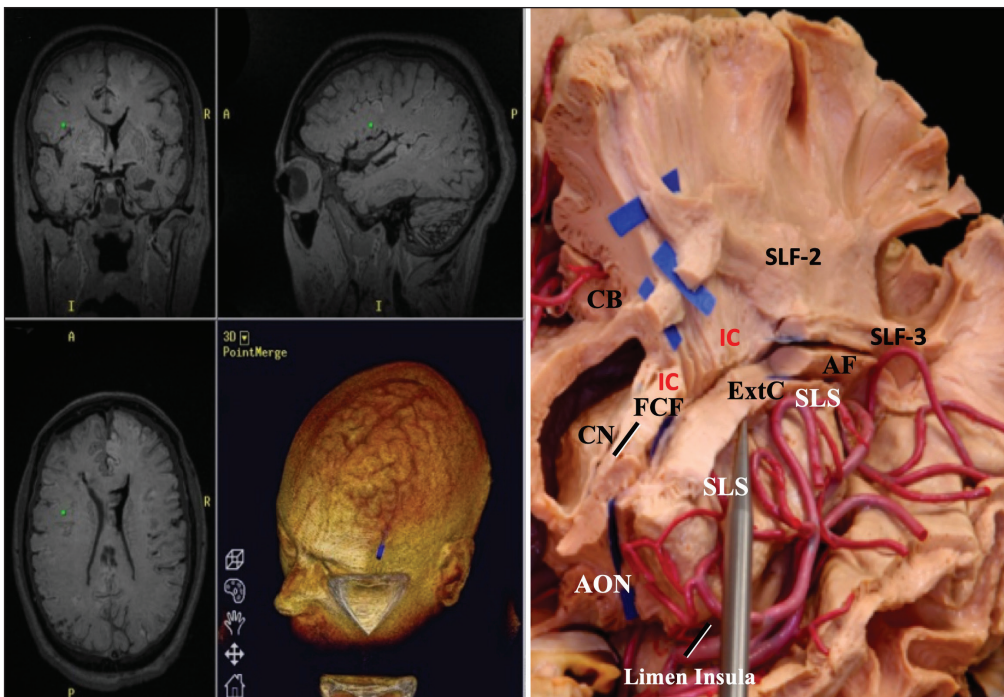 R
I
A
P
I
A
R
P
3D
PointMerge
SLF-2
CB
IC
SLF-3
IC
AF
ExtC
FCF
SLS
CN
SLS
AON
Limen Insula